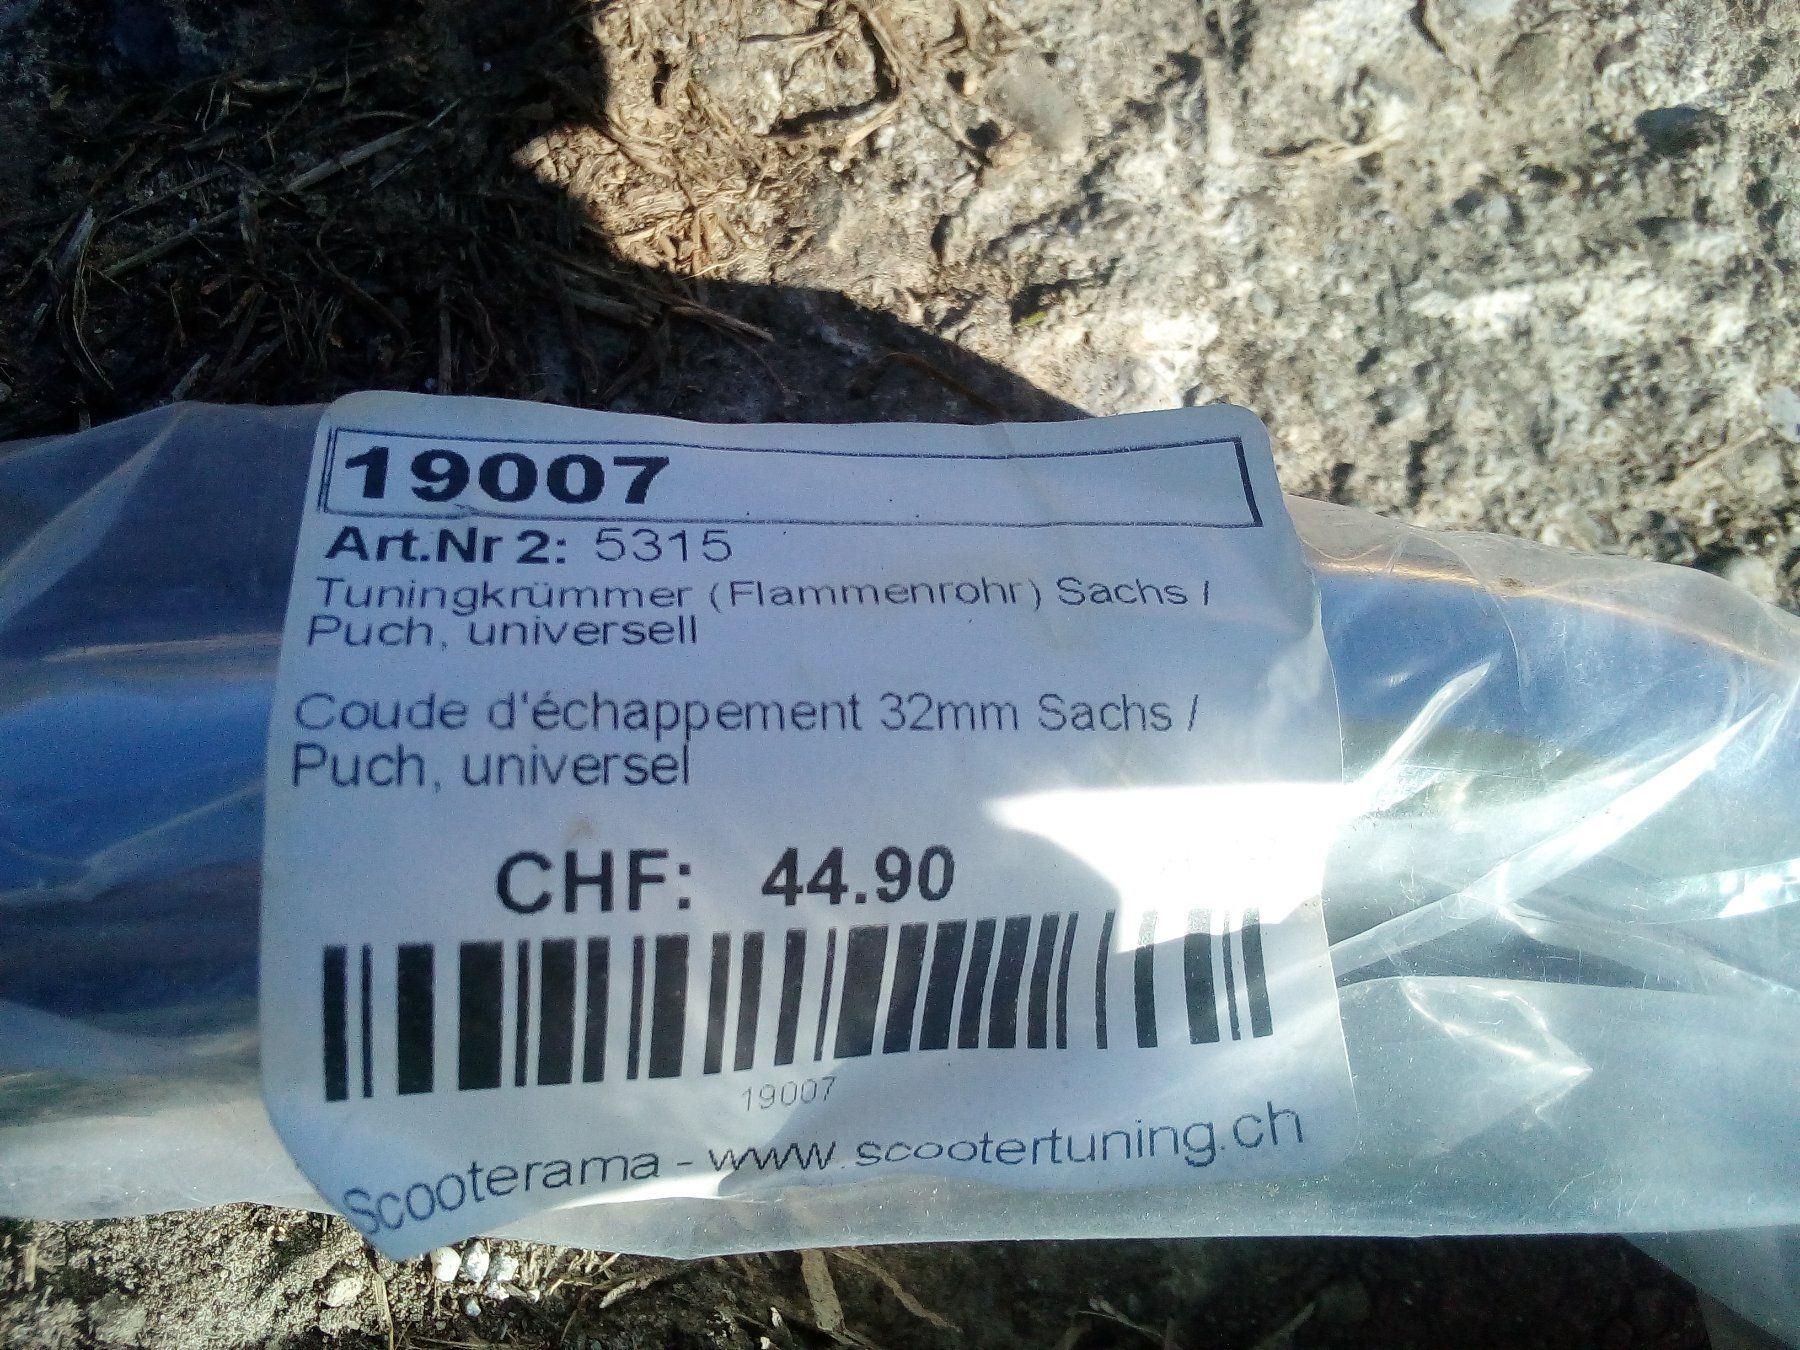 19007
Art.Nr 2: 5315
Tuningkrümmer (Flammenrohr) Sachs /
Puch, universell
Coude d'échappement 32mm Sachs /
Puch, universel
CHF: 44.90
19007
Scooterama - www.scootertuning.ch